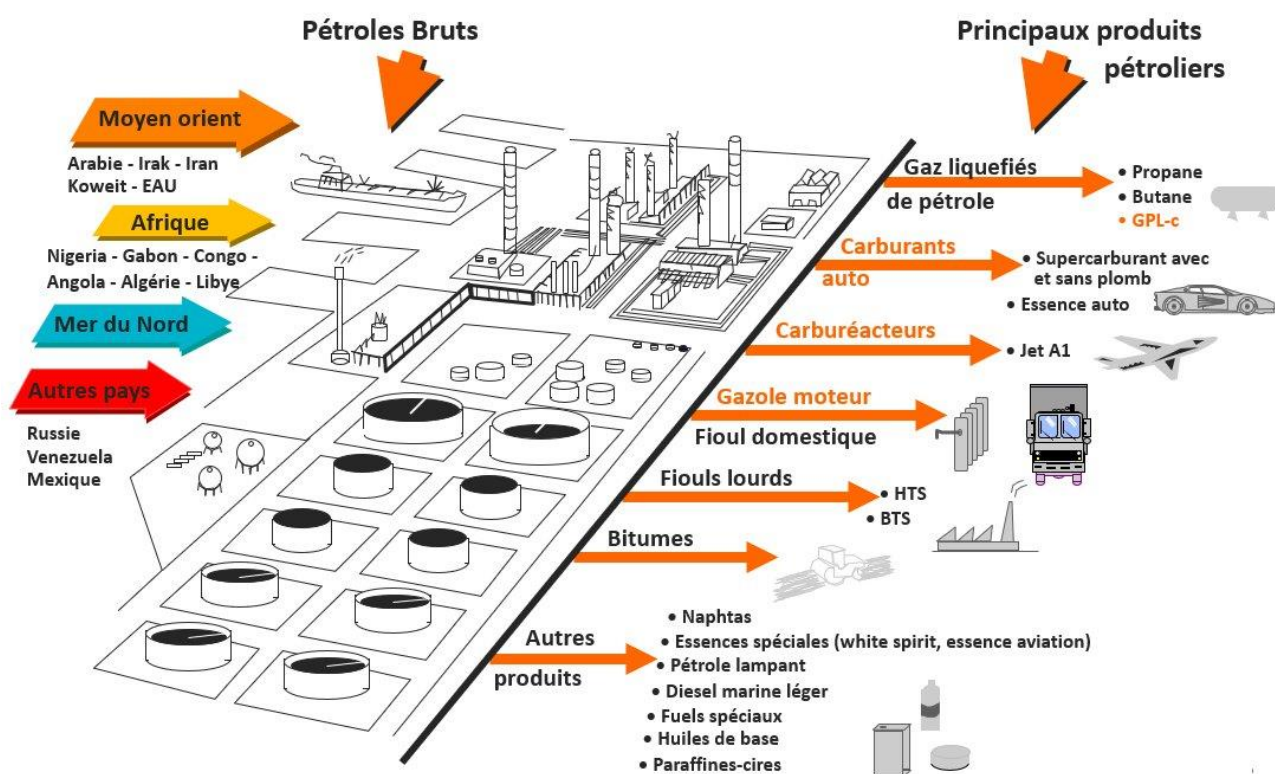 Pétroles Bruts
Moyen orient
Arabie - Irak - Iran
Koweit - EAU
Afrique
Nigeria - Gabon - Congo -
Angola - Algérie - Libye
Mer du Nord
Autres pays
Russie
Venezuela
Mexique
Principaux produits
pétroliers
Gaz liquefiés
de pétrole
• Propane
• Butane
• GPL-c
Carburants
auto
• Supercarburant avec
et sans plomb
• Essence auto
Carburéacteurs
• Jet A1
Gazole moteur
Fioul domestique
Fiouls lourds
• HTS
• BTS
Bitumes
Autres
produits
• Naphtas
• Essences spéciales (white spirit, essence aviation)
• Pétrole lampant
• Diesel marine léger
• Fuels spéciaux
• Huiles de base
• Paraffines-cires